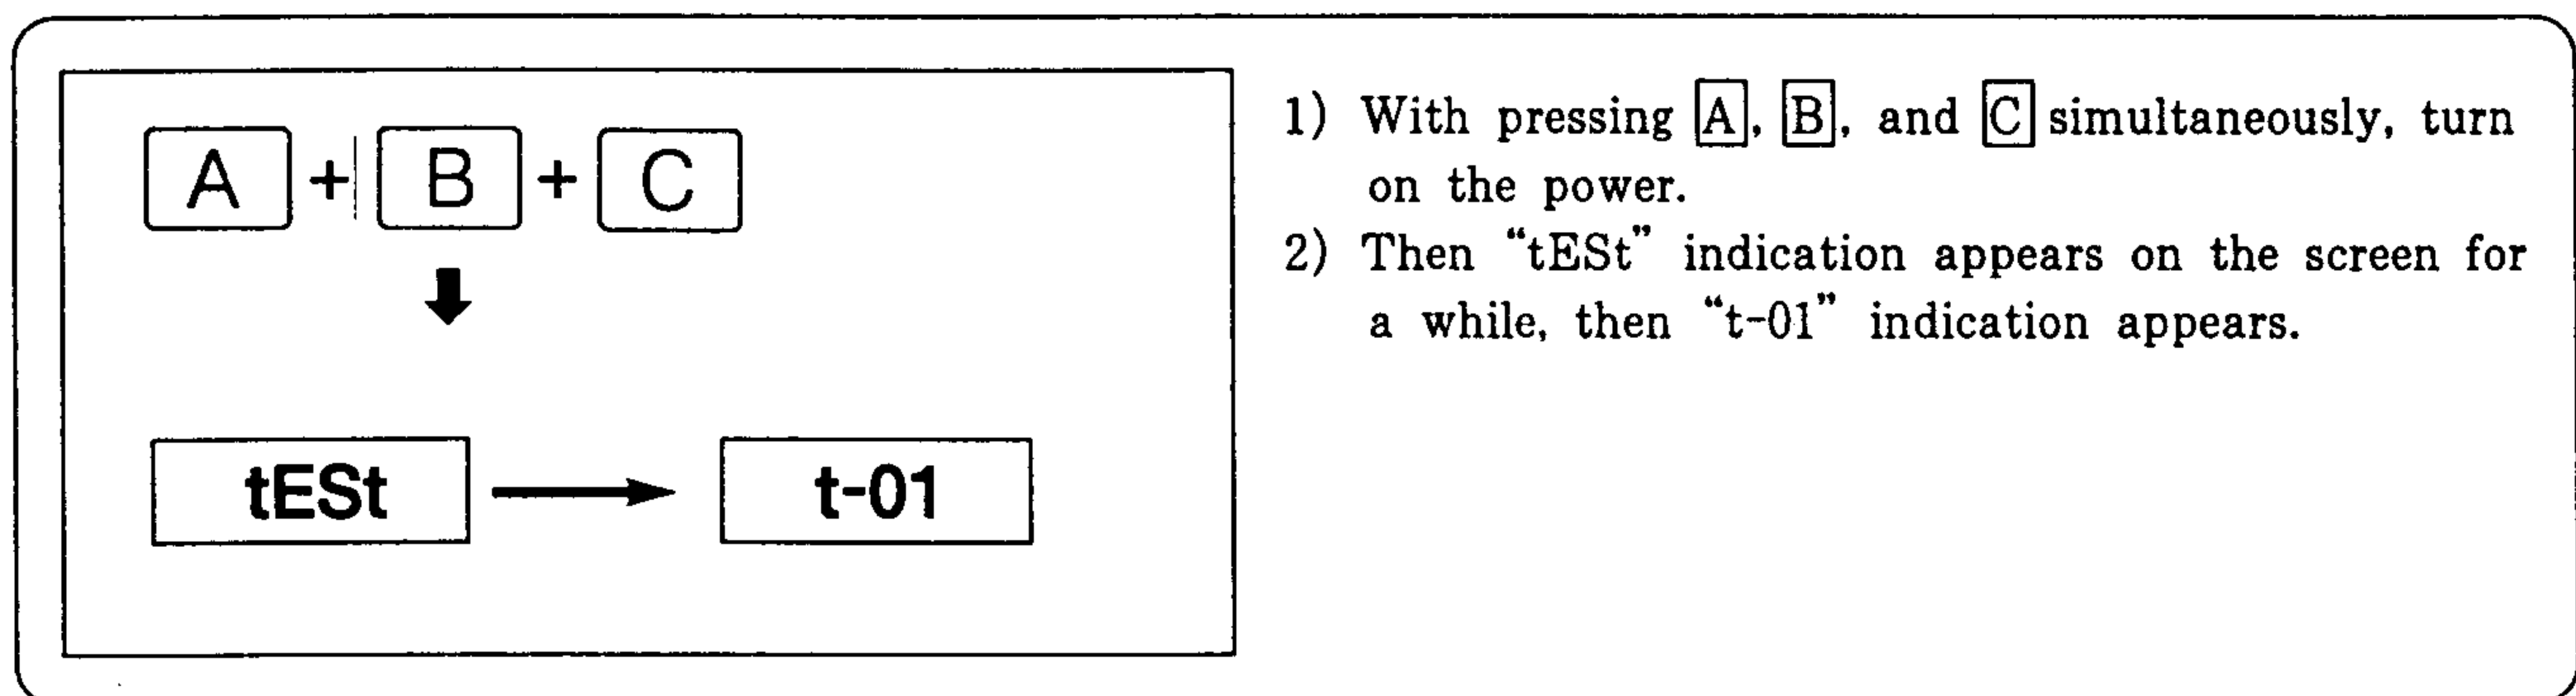 A + B + C
tESt
t-01
1) With pressing A, B, and C simultaneously, turn
on the power.
2) Then “tESt” indication appears on the screen for
a while, then “t-01” indication appears.